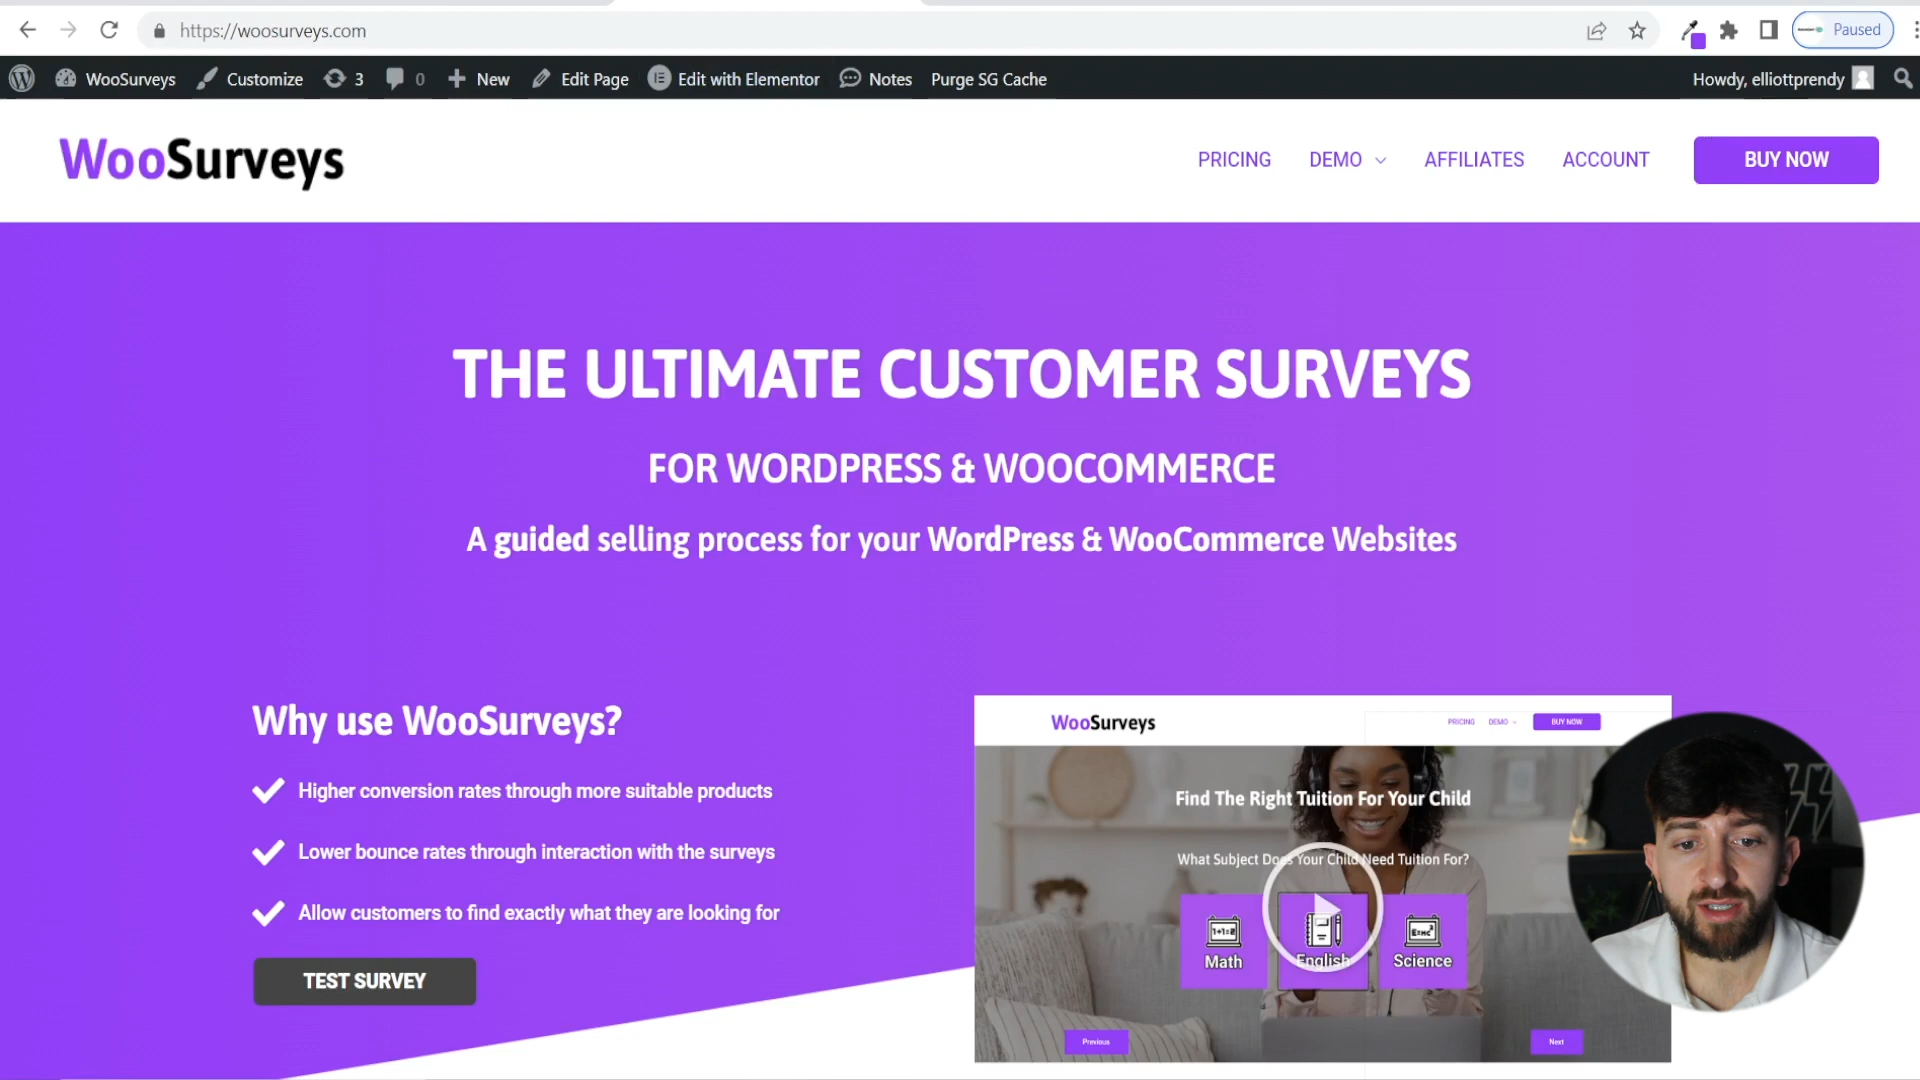 https://woosurveys.com
Paused
WooSurveys
Customize
3
0
New
Edit Page
Edit with Elementor
Notes
Purge SG Cache
Howdy, elliottprendy
WooSurveys
PRICING
DEMO
AFFILIATES
ACCOUNT
BUY NOW
THE ULTIMATE CUSTOMER SURVEYS
FOR WORDPRESS & WOOCOMMERCE
A guided selling process for your WordPress & WooCommerce Websites
Why use WooSurveys?
Higher conversion rates through more suitable products
Lower bounce rates through interaction with the surveys
Allow customers to find exactly what they are looking for
TEST SURVEY
WooSurveys
PRICING
DEMO
BUY NOW
Find The Right Tuition For Your Child
What Subject Does Your Child Need Tuition For?
1+1=2
E=mc²
Math
English
Science
Previous
Next